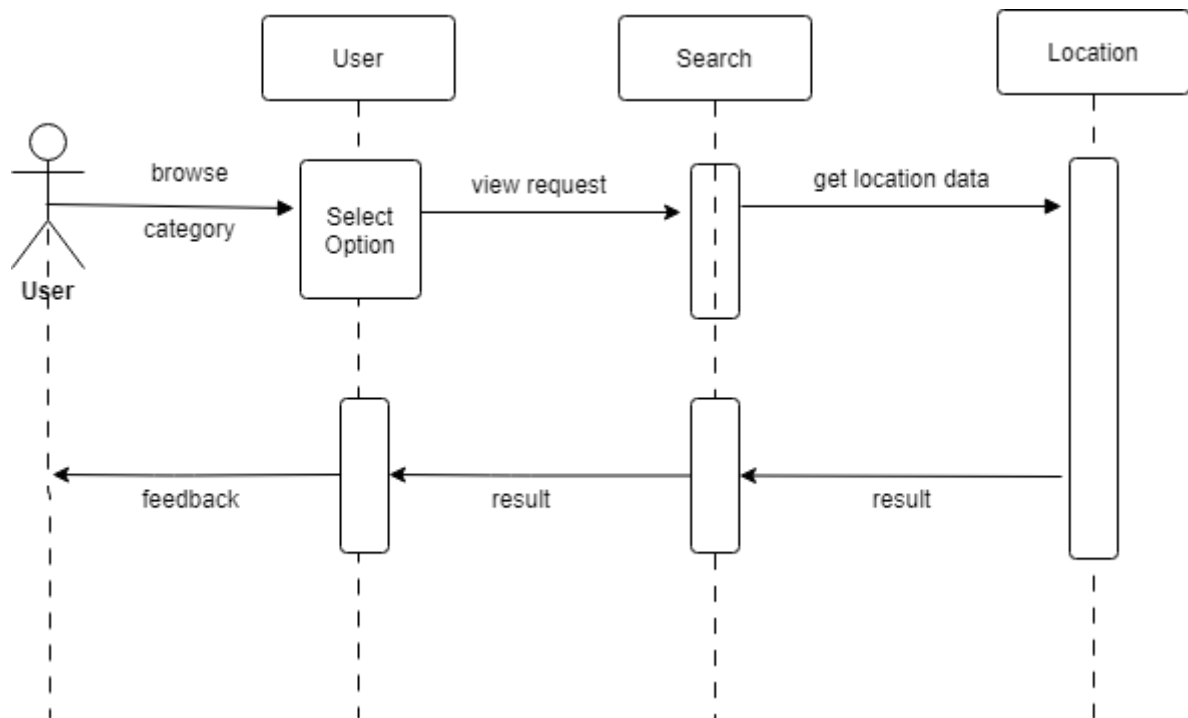 User
Search
Location
browse
category
view request
get location data
Select
Option
User
feedback
result
result